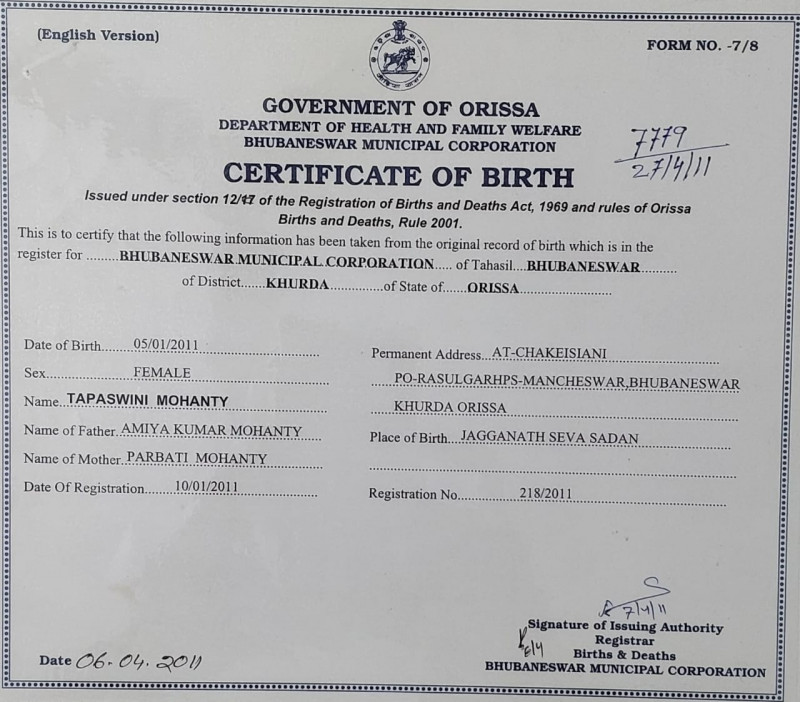 (English Version)
FORM NO. -7/8
GOVERNMENT OF ORISSA
DEPARTMENT OF HEALTH AND FAMILY WELFARE
BHUBANESWAR MUNICIPAL CORPORATION
7779
27/4/11
CERTIFICATE OF BIRTH
Issued under section 12/17 of the Registration of Births and Deaths Act, 1969 and rules of Orissa
Births and Deaths, Rule 2001.
This is to certify that the following information has been taken from the original record of birth which is in the
register for .........BHUBANESWAR MUNICIPAL CORPORATION..... of Tahasil....BHUBANESWAR..........
of District......KHURDA...............of State of......ORISSA..........................
Date of Birth........05/01/2011
Sex........................FEMALE
Name...TAPASWINI MOHANTY
Name of Father...AMIYA KUMAR MOHANTY
Name of Mother...PARBATI MOHANTY
Date Of Registration........10/01/2011
Permanent Address...AT-CHAKEISIANI
PO-RASULGARHPS-MANCHESWAR,BHUBANESWAR
KHURDA ORISSA
Place of Birth...JAGGANATH SEVA SADAN
Registration No.................218/2011
7/4/11
Signature of Issuing Authority
Registrar
8/4
Births & Deaths
BHUBANESWAR MUNICIPAL CORPORATION
Date 06.04.2011